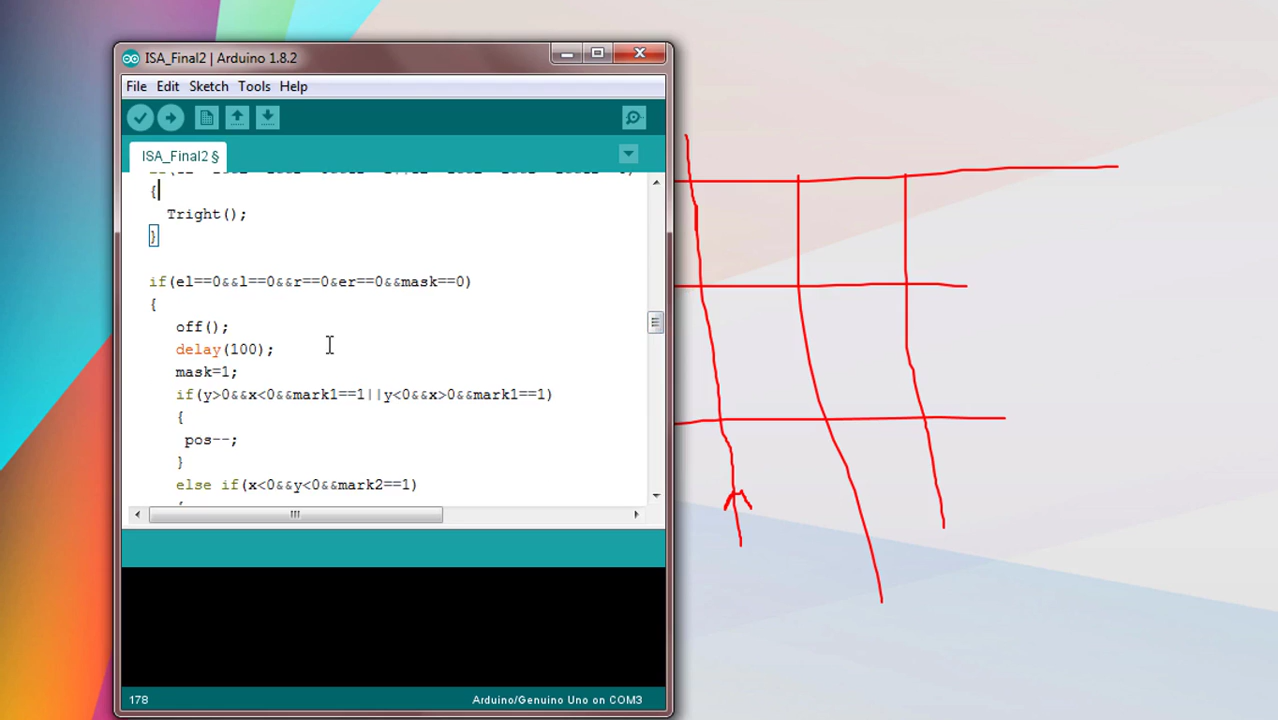 ISA_Final2 | Arduino 1.8.2
File Edit Sketch Tools Help
ISA_Final2 §
{
Tright();
}
if(el==0&&l==0&&r==0&er==0&&mask==0)
{
off();
delay(100);
mask=1;
if(y>0&&x<0&&mark1==1||y<0&&x>0&&mark1==1)
{
pos--;
}
else if(x<0&&y<0&&mark2==1)
178
Arduino/Genuino Uno on COM3